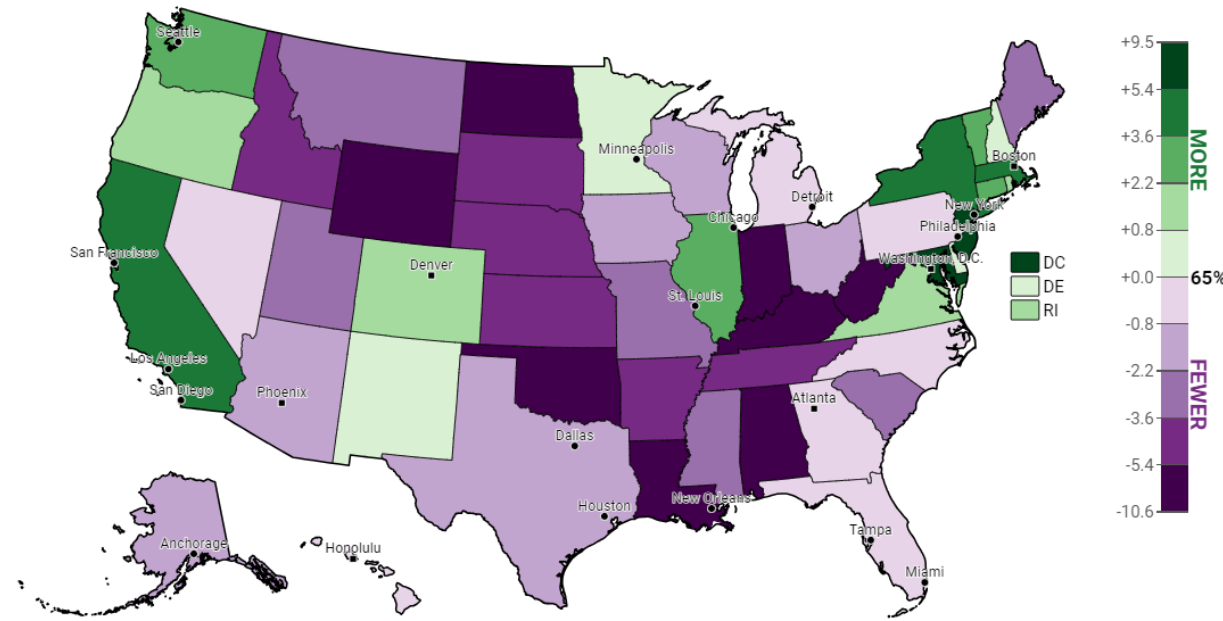 Seattle
Minneapolis
Boston
Detroit
Chicago
New York
Philadelphia
San Francisco
Denver
Washington, D.C.
St. Louis
Los Angeles
San Diego
Phoenix
Atlanta
Dallas
New Orleans
Houston
Tampa
Anchorage
Honolulu
Miami
DC
DE
RI
+9.5
+5.4
+3.6
+2.2
+0.8
+0.0
-0.8
-2.2
-3.6
-5.4
-10.6
65%
MORE
FEWER